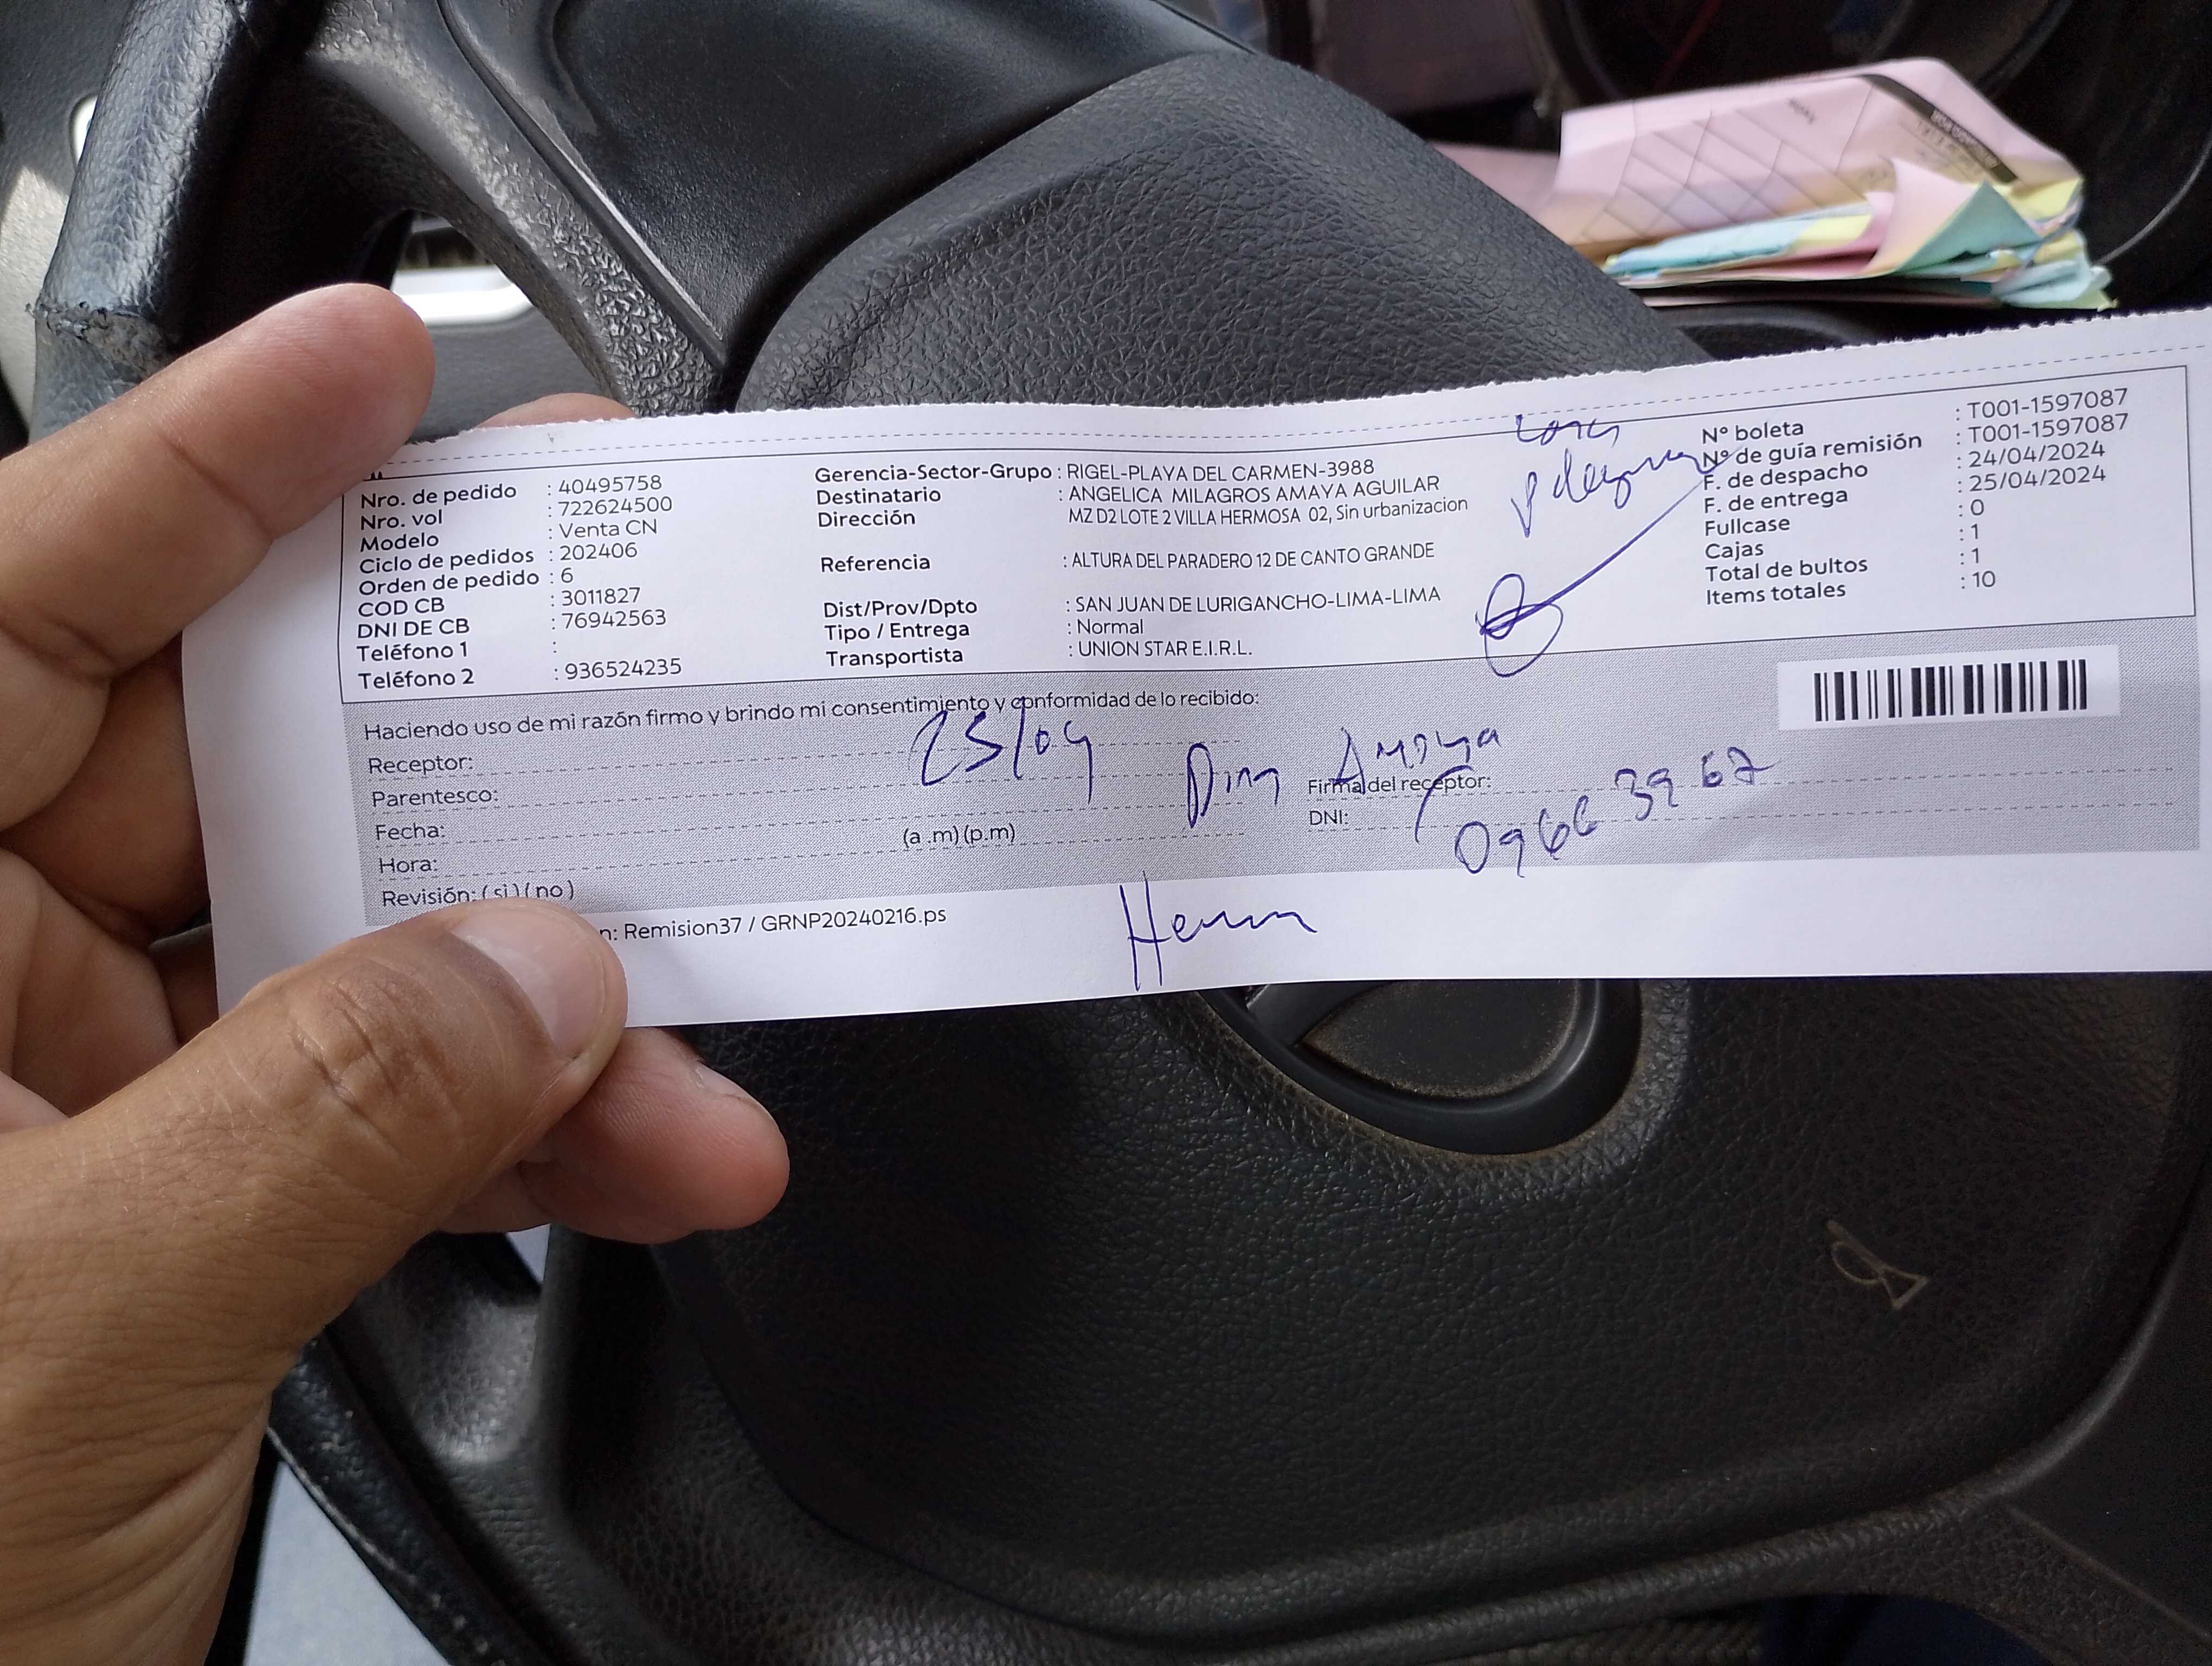 Nro. de pedido : 40495758
Nro. vol : 722624500
Modelo : Venta CN
Ciclo de pedidos : 202406
Orden de pedido : 6
COD CB : 3011827
DNI DE CB : 76942563
Teléfono 1 :
Teléfono 2 : 936524235
Gerencia-Sector-Grupo : RIGEL-PLAYA DEL CARMEN-3988
Destinatario : ANGELICA MILAGROS AMAYA AGUILAR
Dirección MZ D2 LOTE 2 VILLA HERMOSA 02, Sin urbanizacion
Referencia : ALTURA DEL PARADERO 12 DE CANTO GRANDE
Dist/Prov/Dpto : SAN JUAN DE LURIGANCHO-LIMA-LIMA
Tipo / Entrega : Normal
Transportista : UNION STAR E.I.R.L.
N° boleta : T001-1597087
N° de guía remisión : T001-1597087
F. de despacho : 24/04/2024
F. de entrega : 25/04/2024
Fullcase : 0
Cajas : 1
Total de bultos : 1
Items totales : 10
Haciendo uso de mi razón firmo y brindo mi consentimiento y conformidad de lo recibido:
Receptor:
25/04
Amaya
Parentesco:
Firma del receptor:
Fecha:
DNI: 09663967
Hora: (a .m) (p.m)
Revisión: ( si ) ( no )
n: Remision37 / GRNP20240216.ps